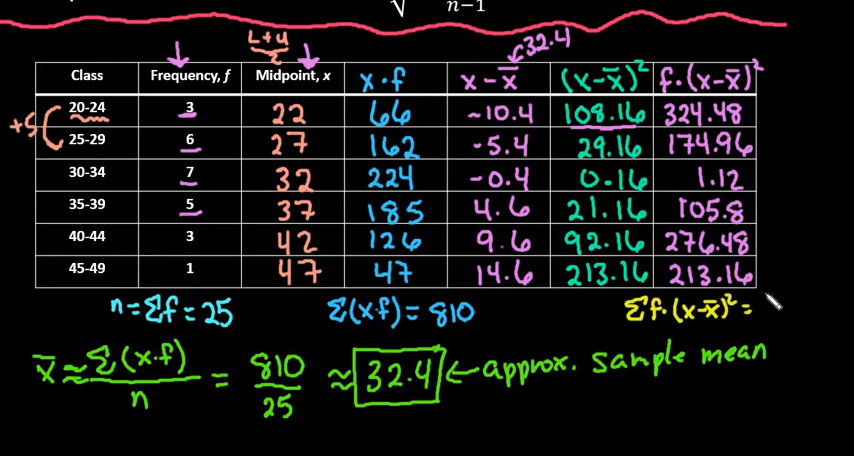 √ n-1
L+u/2 32.4
Class Frequency, f Midpoint, x x·f x-x̄ (x-x̄)² f·(x-x̄)²
20-24 3 22 66 -10.4 108.16 324.48
+5
25-29 6 27 162 -5.4 29.16 174.96
30-34 7 32 224 -0.4 0.16 1.12
35-39 5 37 185 4.6 21.16 105.8
40-44 3 42 126 9.6 92.16 276.48
45-49 1 47 47 14.6 213.16 213.16
n=Σf=25 Σ(x·f)=810 Σf·(x-x̄)²=
x̄≈Σ(x·f)/n = 810/25 ≈ 32.4 ← approx. sample mean